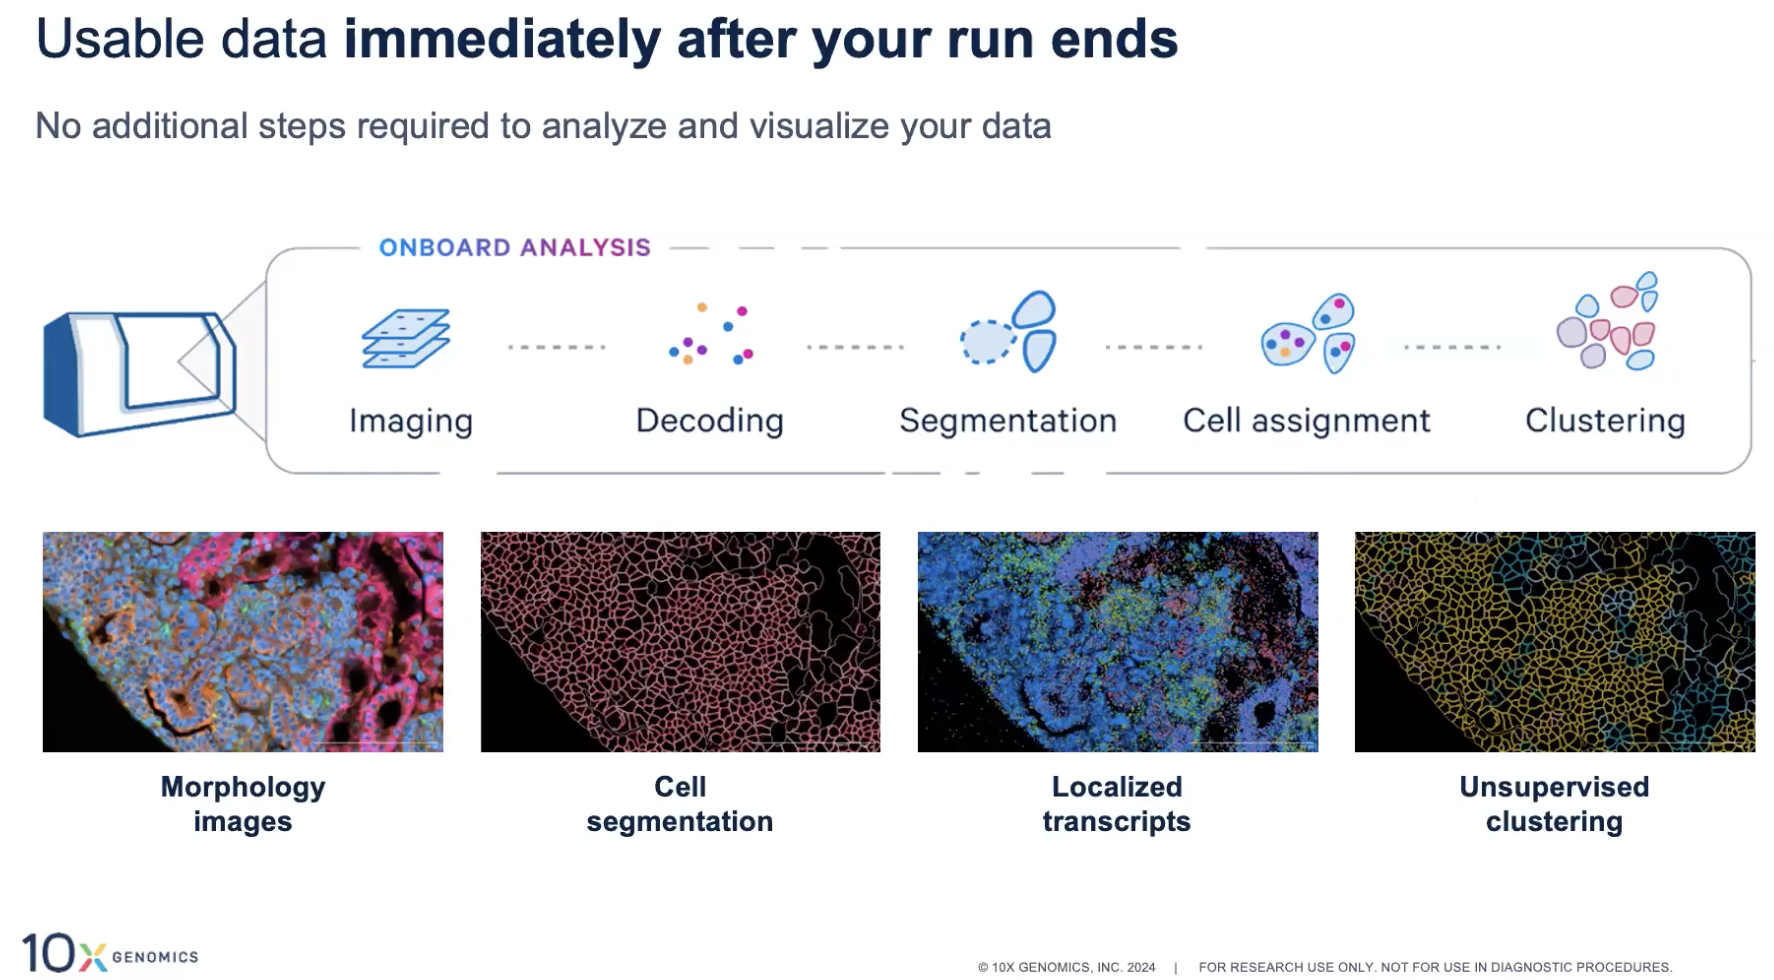 Usable data immediately after your run ends
No additional steps required to analyze and visualize your data
ONBOARD ANALYSIS
Imaging
Decoding
Segmentation
Cell assignment
Clustering
Morphology
images
Cell
segmentation
Localized
transcripts
Unsupervised
clustering
10X GENOMICS
© 10X GENOMICS, INC. 2024 | FOR RESEARCH USE ONLY. NOT FOR USE IN DIAGNOSTIC PROCEDURES.